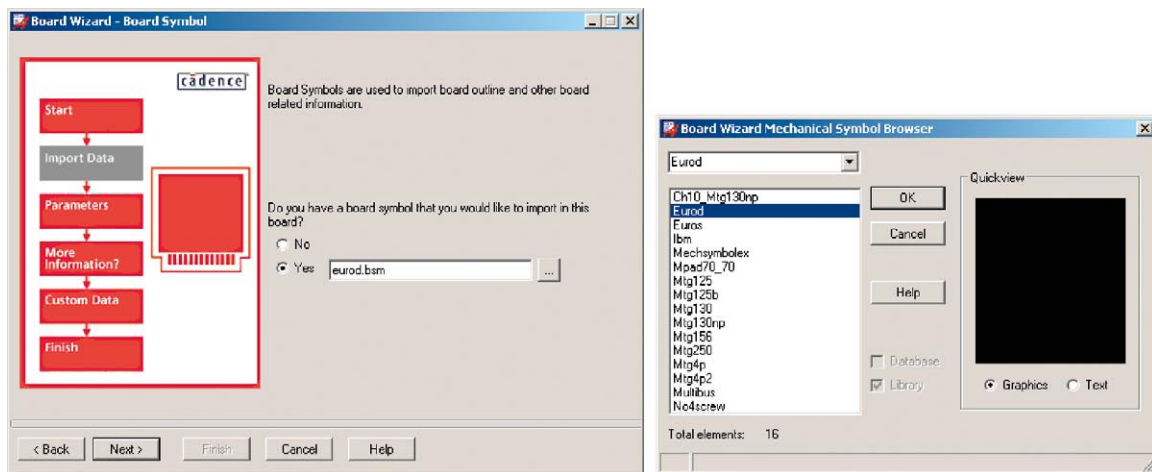 Board Wizard - Board Symbol
cādence
Start
Import Data
Parameters
More
Information?
Custom Data
Finish
Board Symbols are used to import board outline and other board
related information.
Do you have a board symbol that you would like to import in this
board?
No
Yes
eurod.bsm
...
< Back
Next >
Finish
Cancel
Help
Board Wizard Mechanical Symbol Browser
Eurod
Ch10_Mtg130np
Eurod
Euros
Ibm
Mechsymbolex
Mpad70_70
Mtg125
Mtg125b
Mtg130
Mtg130np
Mtg156
Mtg250
Mtg4p
Mtg4p2
Multibus
No4screw
OK
Cancel
Help
Database
Library
Quickview
Graphics
Text
Total elements: 16